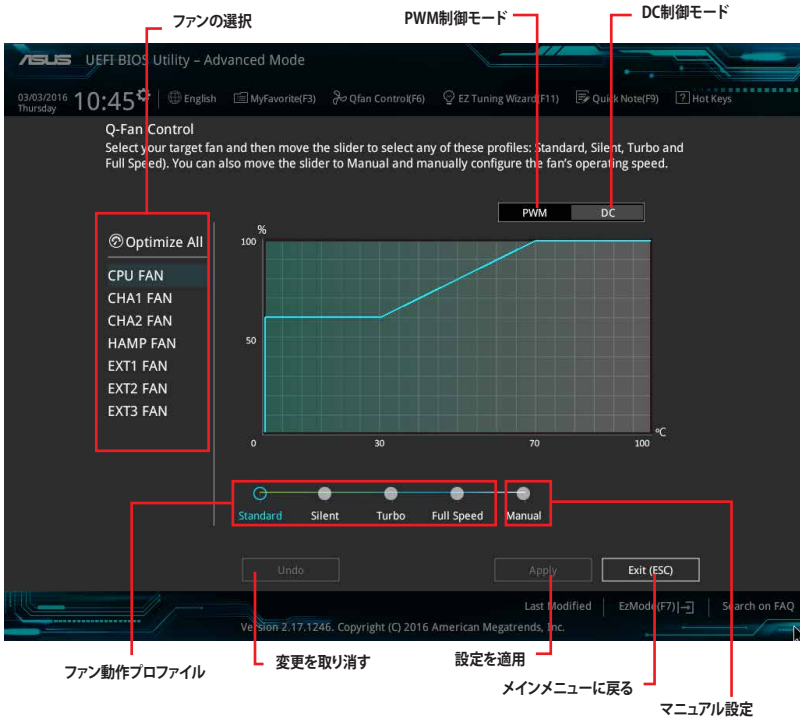 ファンの選択
PWM制御モード
DC制御モード
ASUS UEFI BIOS Utility – Advanced Mode
03/03/2016
Thursday
10:45
English
MyFavorite(F3)
Qfan Control(F6)
EZ Tuning Wizard(F11)
Quick Note(F9)
? Hot Keys
Q-Fan Control
Select your target fan and then move the slider to select any of these profiles: Standard, Silent, Turbo and
Full Speed). You can also move the slider to Manual and manually configure the fan's operating speed.
PWM
DC
Optimize All
CPU FAN
CHA1 FAN
CHA2 FAN
HAMP FAN
EXT1 FAN
EXT2 FAN
EXT3 FAN
%
100
50
0
30
70
100
ºC
Standard
Silent
Turbo
Full Speed
Manual
Undo
Apply
Exit (ESC)
Last Modified
EzMode(F7)
Search on FAQ
Version 2.17.1246. Copyright (C) 2016 American Megatrends, Inc.
ファン動作プロファイル
変更を取り消す
設定を適用
メインメニューに戻る
マニュアル設定